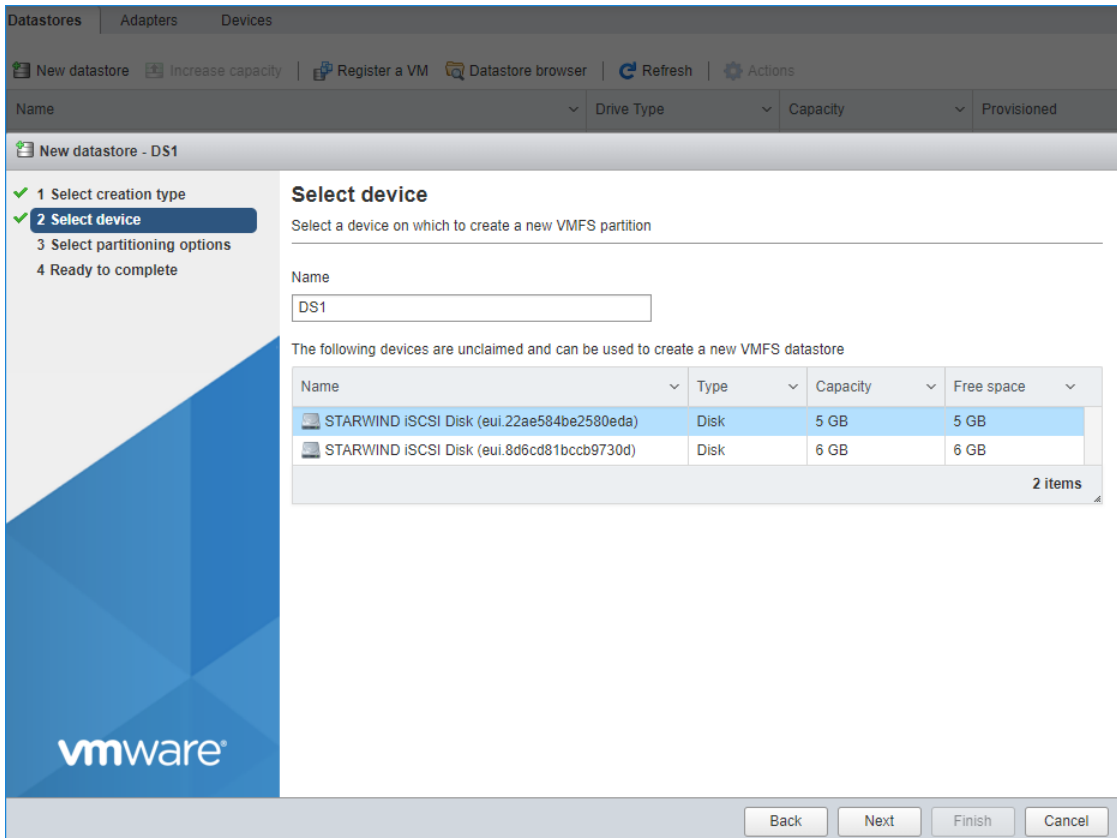 Datastores Adapters Devices
New datastore Increase capacity Register a VM Datastore browser Refresh Actions
Name Drive Type Capacity Provisioned
New datastore - DS1
1 Select creation type
2 Select device
3 Select partitioning options
4 Ready to complete
Select device
Select a device on which to create a new VMFS partition
Name
DS1
The following devices are unclaimed and can be used to create a new VMFS datastore
Name Type Capacity Free space
STARWIND iSCSI Disk (eui.22ae584be2580eda) Disk 5 GB 5 GB
STARWIND iSCSI Disk (eui.8d6cd81bccb9730d) Disk 6 GB 6 GB
2 items
vmware®
Back Next Finish Cancel